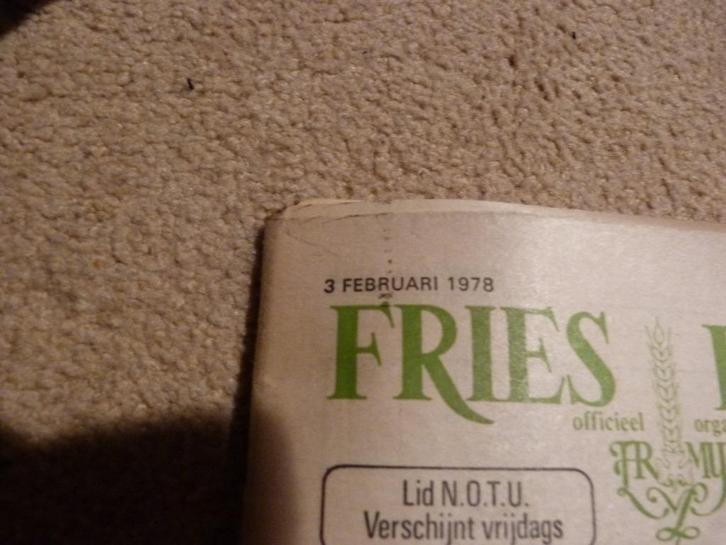 3 FEBRUARI 1978
FRIES
officieel
Lid N.O.T.U.
Verschijnt vrijdags